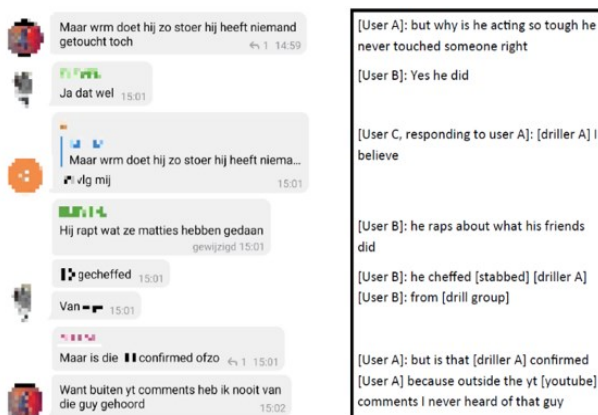 Maar wrm doet hij zo stoer hij heeft niemand
getoucht toch
1 14:59
Ja dat wel 15:01
Maar wrm doet hij zo stoer hij heeft niema...
vlg mij 15:01
Hij rapt wat ze matties hebben gedaan
gewijzigd 15:01
gecheffed 15:01
Van 15:01
Maar is die confirmed ofzo 1 15:01
Want buiten yt comments heb ik nooit van
die guy gehoord 15:02
[User A]: but why is he acting so tough he
never touched someone right
[User B]: Yes he did
[User C, responding to user A]: [driller A] I
believe
[User B]: he raps about what his friends
did
[User B]: he cheffed [stabbed] [driller A]
[User B]: from [drill group]
[User A]: but is that [driller A] confirmed
[User A] because outside the yt [youtube]
comments I never heard of that guy